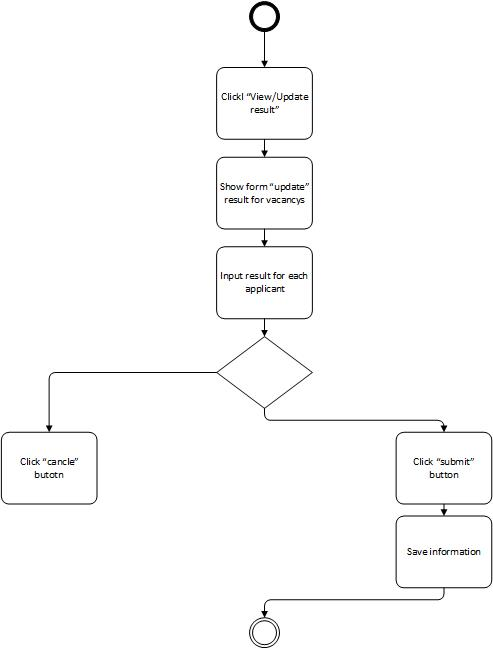 Clickl “View/Update
result”
Show form “update”
result for vacancys
Input result for each
applicant
Click “cancle”
butotn
Click “submit”
button
Save information